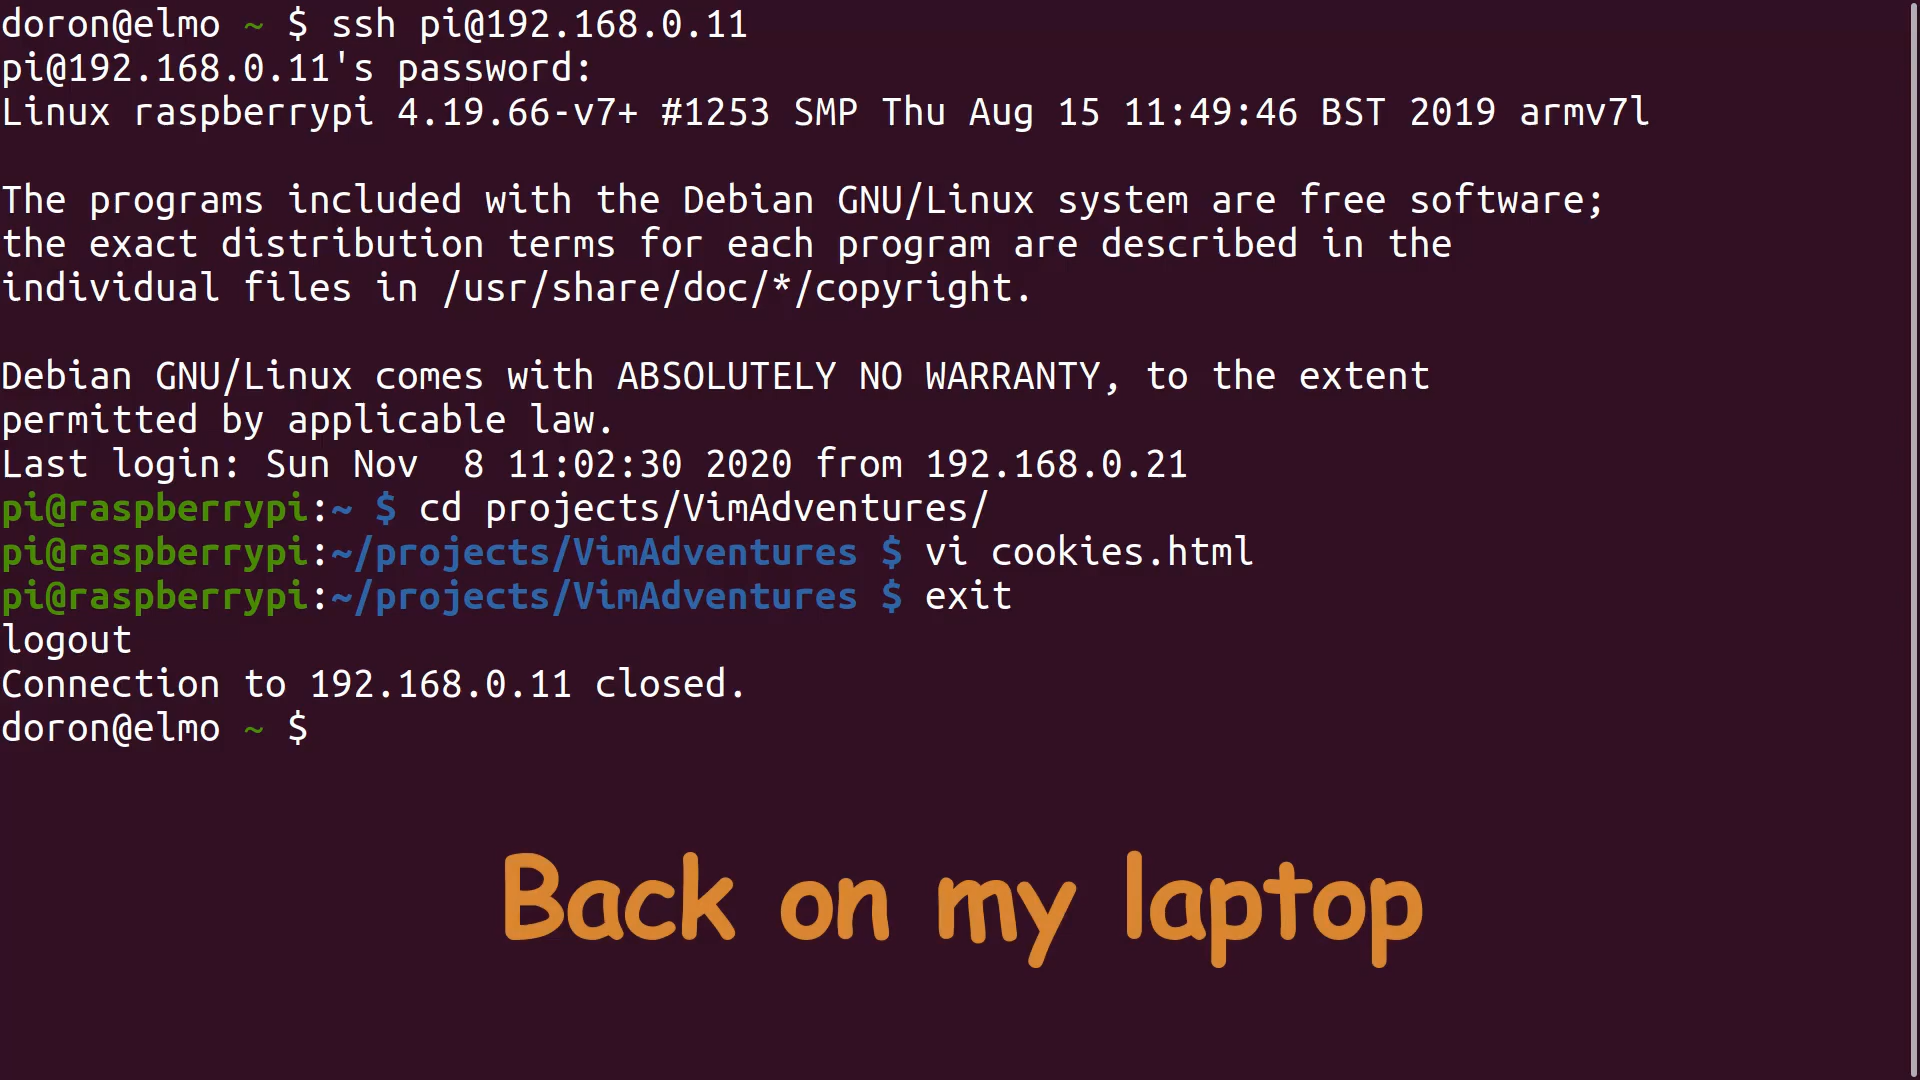 doron@elmo ~ $ ssh pi@192.168.0.11
pi@192.168.0.11's password:
Linux raspberrypi 4.19.66-v7+ #1253 SMP Thu Aug 15 11:49:46 BST 2019 armv7l
The programs included with the Debian GNU/Linux system are free software;
the exact distribution terms for each program are described in the
individual files in /usr/share/doc/*/copyright.
Debian GNU/Linux comes with ABSOLUTELY NO WARRANTY, to the extent
permitted by applicable law.
Last login: Sun Nov  8 11:02:30 2020 from 192.168.0.21
pi@raspberrypi:~ $ cd projects/VimAdventures/
pi@raspberrypi:~/projects/VimAdventures $ vi cookies.html
pi@raspberrypi:~/projects/VimAdventures $ exit
logout
Connection to 192.168.0.11 closed.
doron@elmo ~ $
Back on my laptop